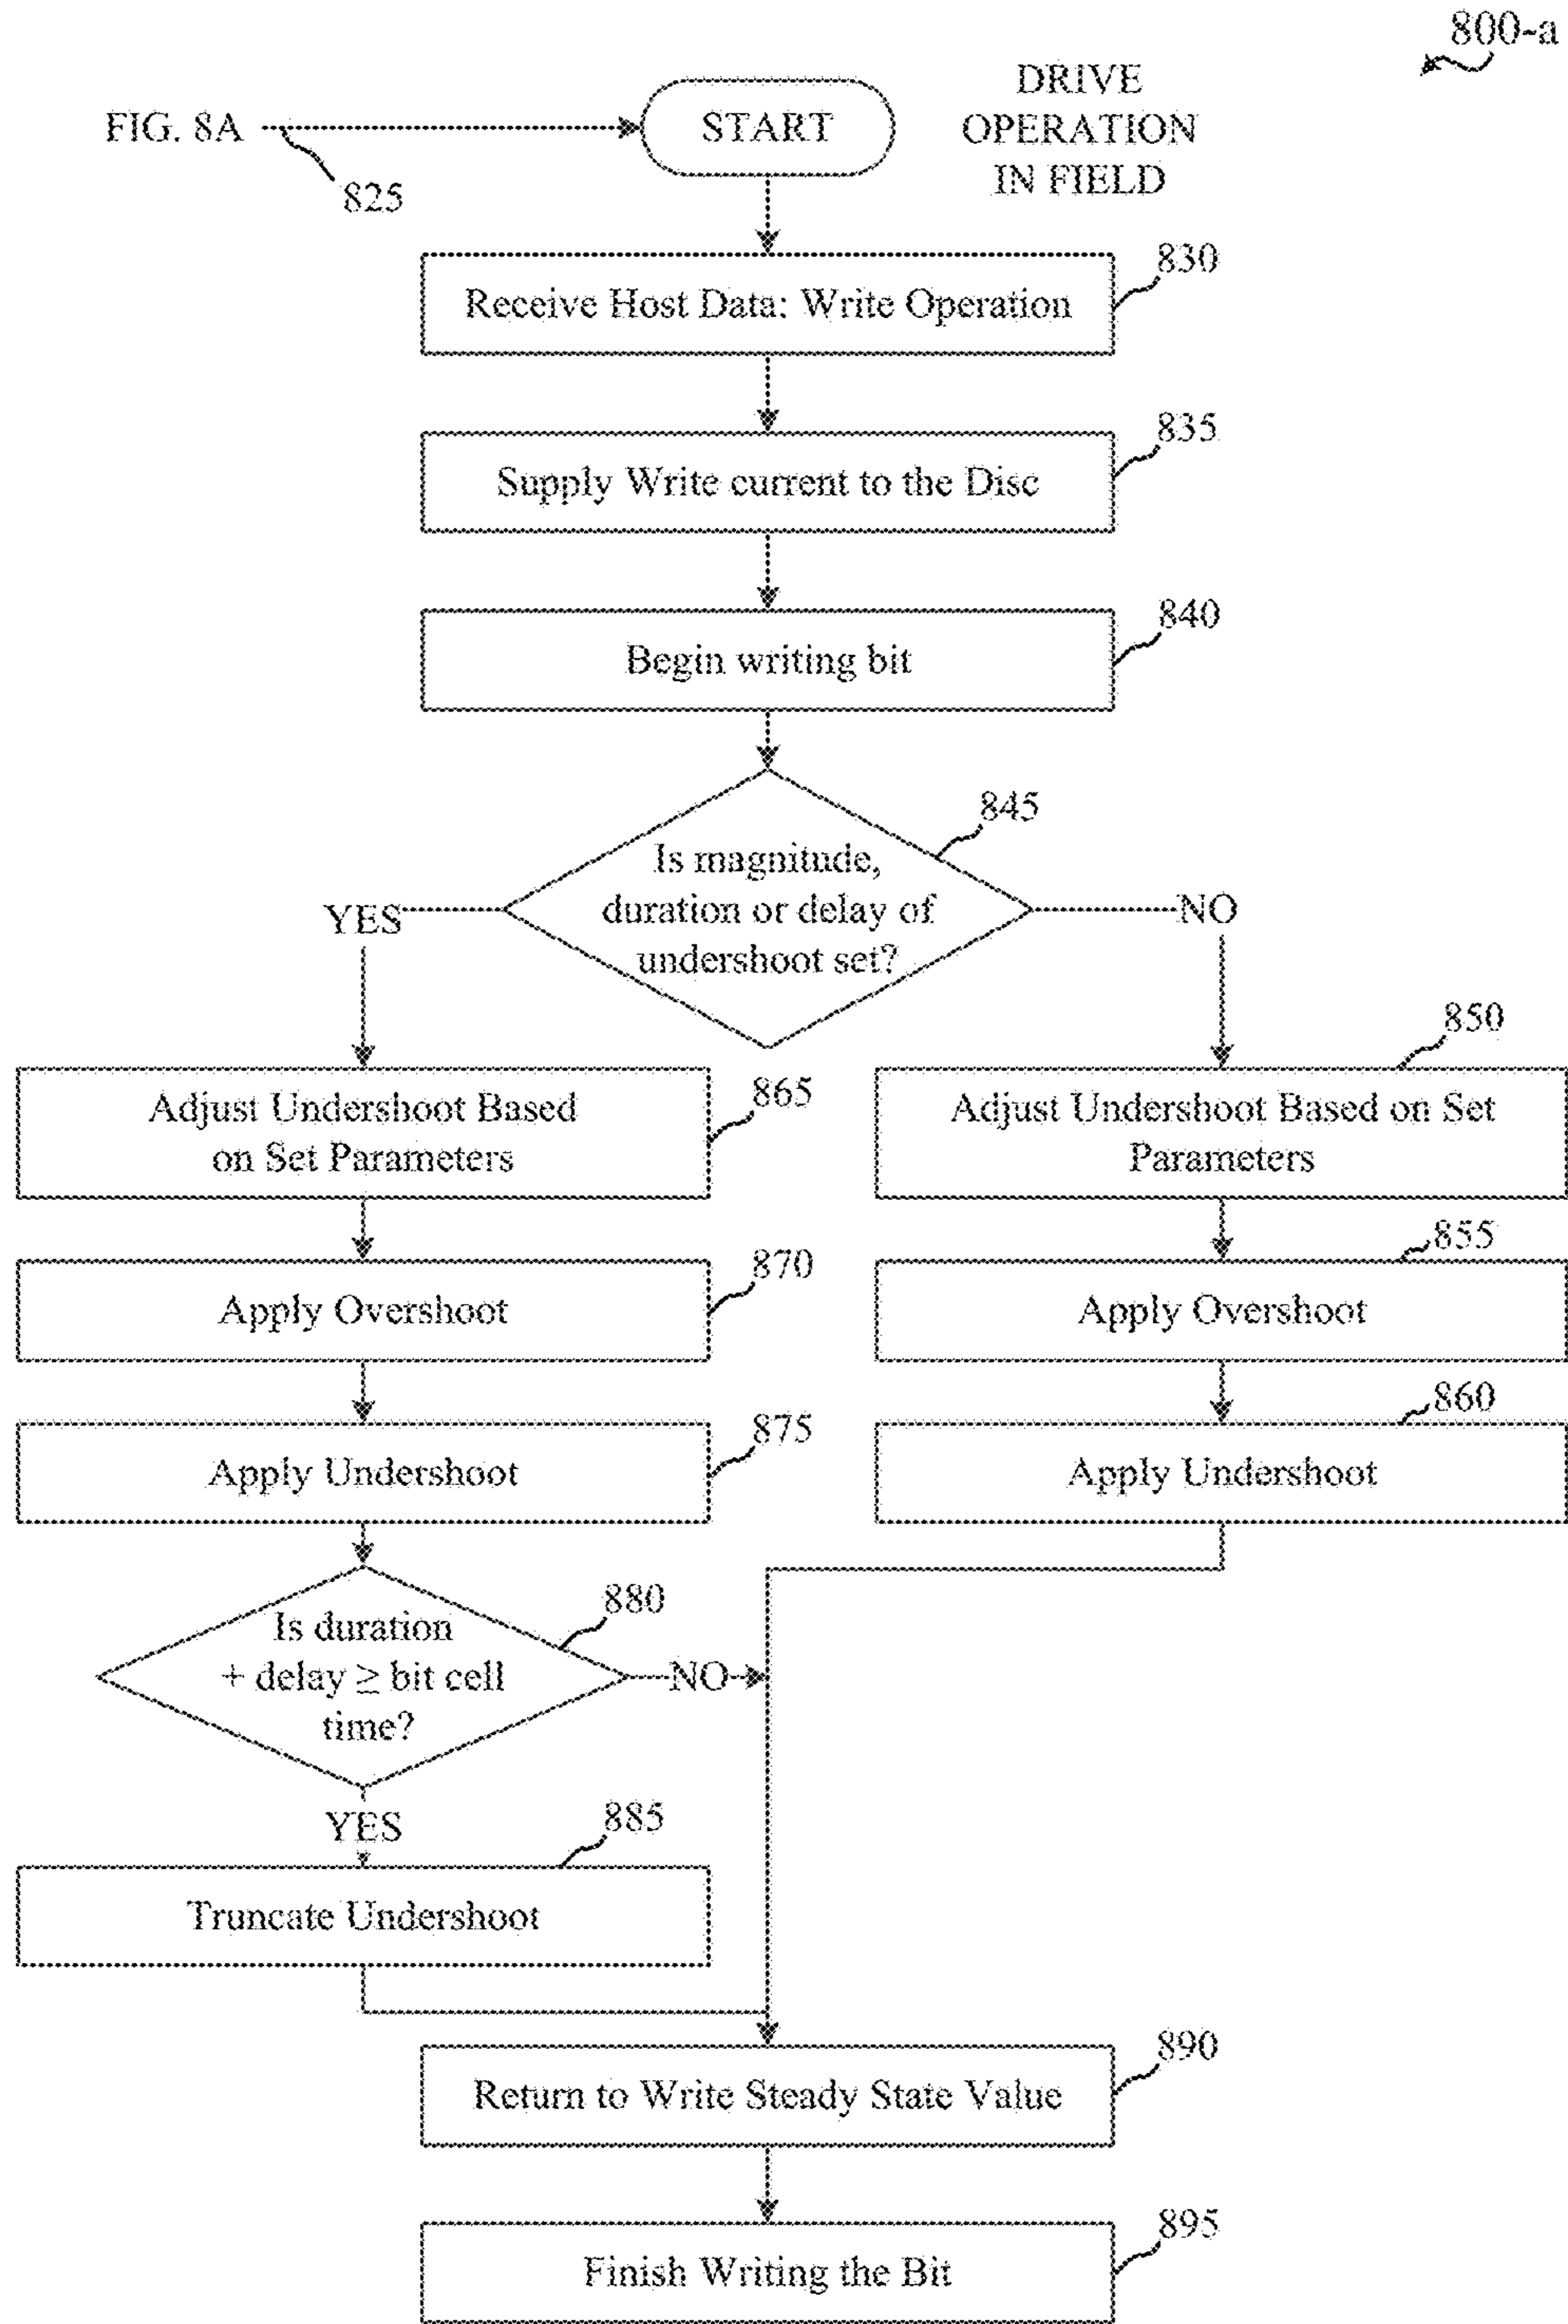 800-a
FIG. 8A
825
START
DRIVE
OPERATION
IN FIELD
830
Receive Host Data: Write Operation
835
Supply Write current to the Disc
840
Begin writing bit
845
Is magnitude,
duration or delay of
undershoot set?
YES
NO
865
Adjust Undershoot Based
on Set Parameters
850
Adjust Undershoot Based on Set
Parameters
870
Apply Overshoot
855
Apply Overshoot
875
Apply Undershoot
860
Apply Undershoot
880
Is duration
+ delay ≥ bit cell
time?
NO
YES
885
Truncate Undershoot
890
Return to Write Steady State Value
895
Finish Writing the Bit